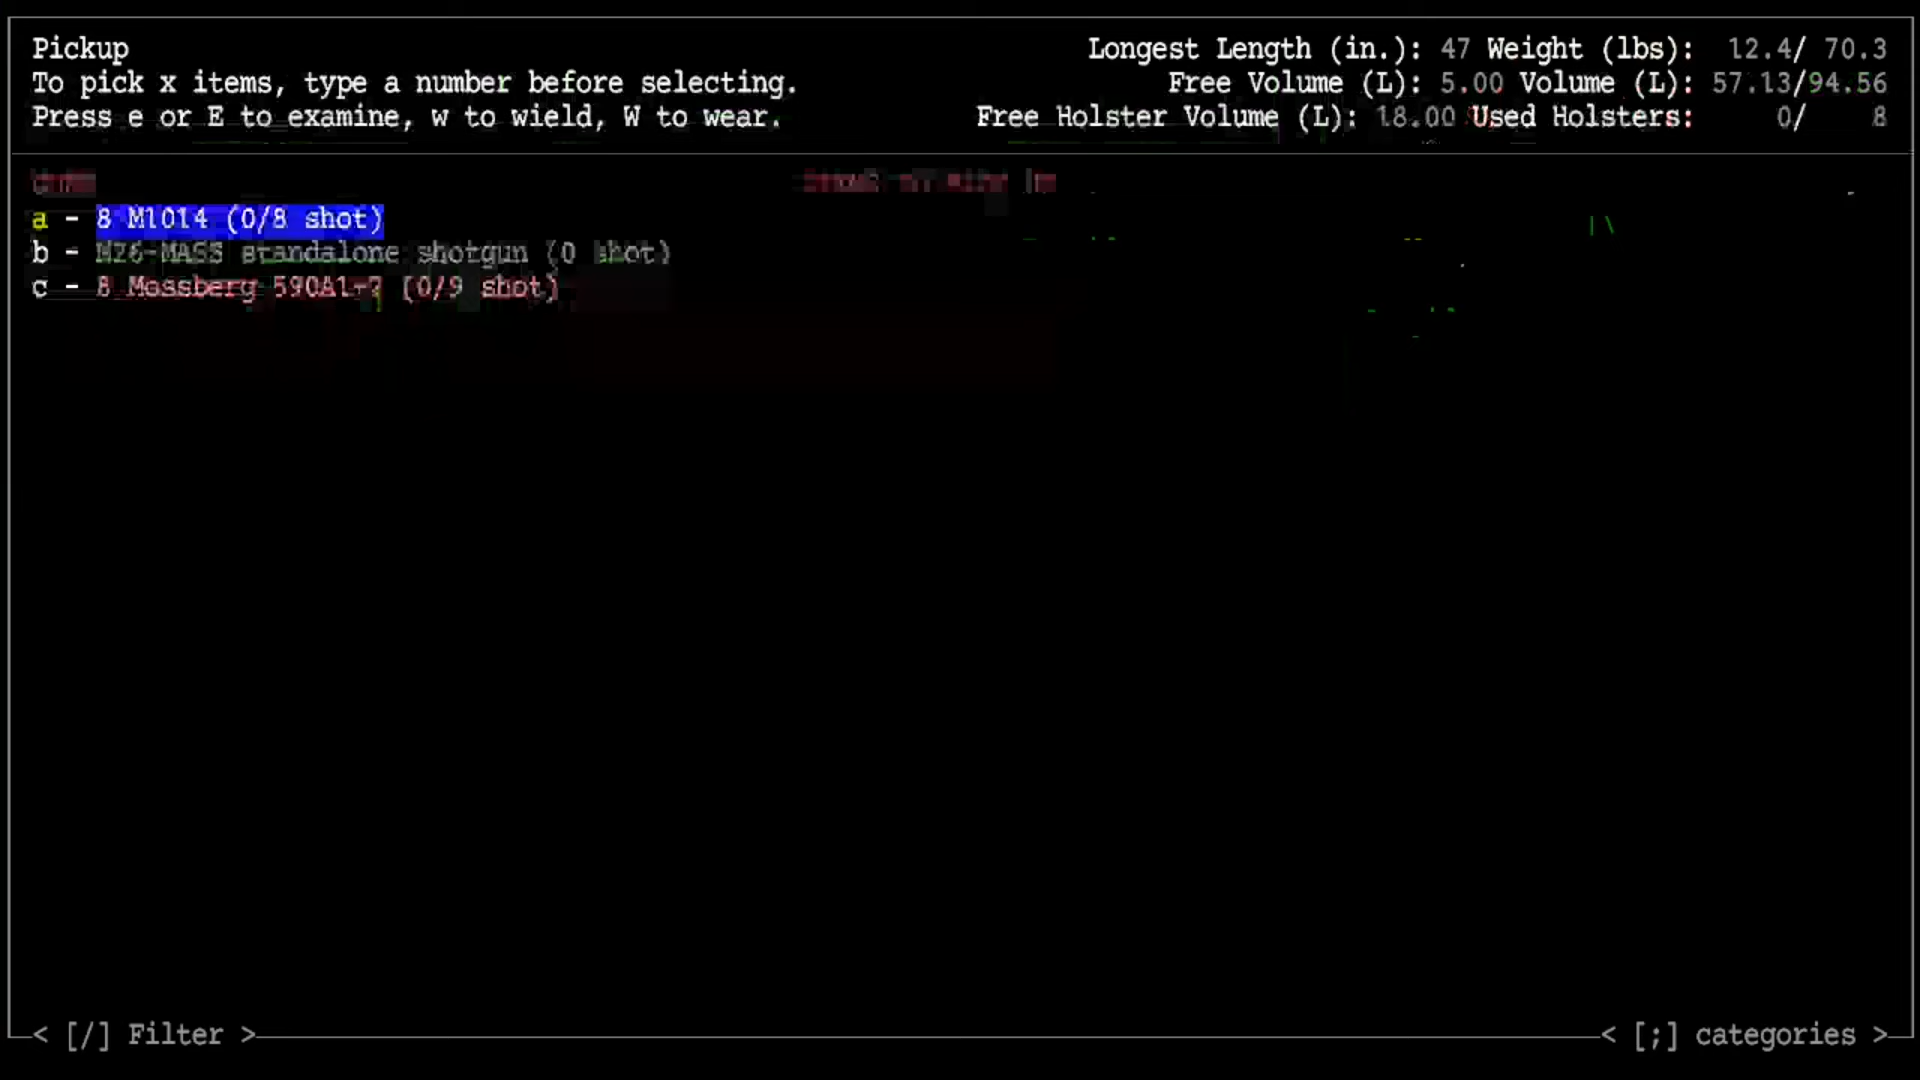 Pickup
Longest Length (in.): 47 Weight (lbs): 12.4/ 70.3
To pick x items, type a number before selecting.
Free Volume (L): 5.00 Volume (L): 57.13/94.56
Press e or E to examine, w to wield, W to wear.
Free Holster Volume (L): 18.00 Used Holsters: 0/ 8
a - 8 M1014 (0/8 shot)
b - M26-MASS standalone shotgun (0 shot)
c - 8 Mossberg (0/9 shot)
< [/] Filter >
< [;] categories >